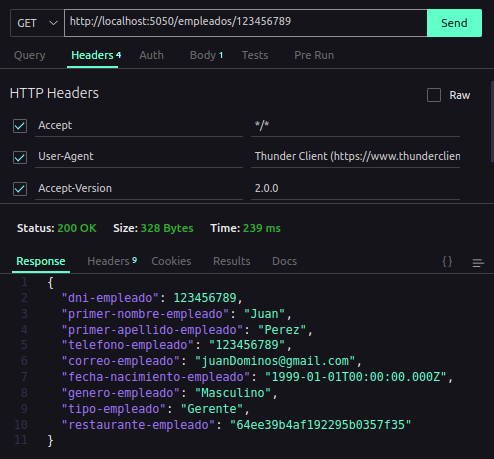 GET http://localhost:5050/empleados/123456789 Send
Query Headers 4 Auth Body 1 Tests Pre Run
HTTP Headers Raw
Accept */*
User-Agent Thunder Client (https://www.thunderclien
Accept-Version 2.0.0
Status: 200 OK Size: 328 Bytes Time: 239 ms
Response Headers 9 Cookies Results Docs {}
1 {
2 "dni-empleado": 123456789,
3 "primer-nombre-empleado": "Juan",
4 "primer-apellido-empleado": "Perez",
5 "telefono-empleado": "123456789",
6 "correo-empleado": "juanDominos@gmail.com",
7 "fecha-nacimiento-empleado": "1999-01-01T00:00:00.000Z",
8 "genero-empleado": "Masculino",
9 "tipo-empleado": "Gerente",
10 "restaurante-empleado": "64ee39b4af192295b0357f35"
11 }